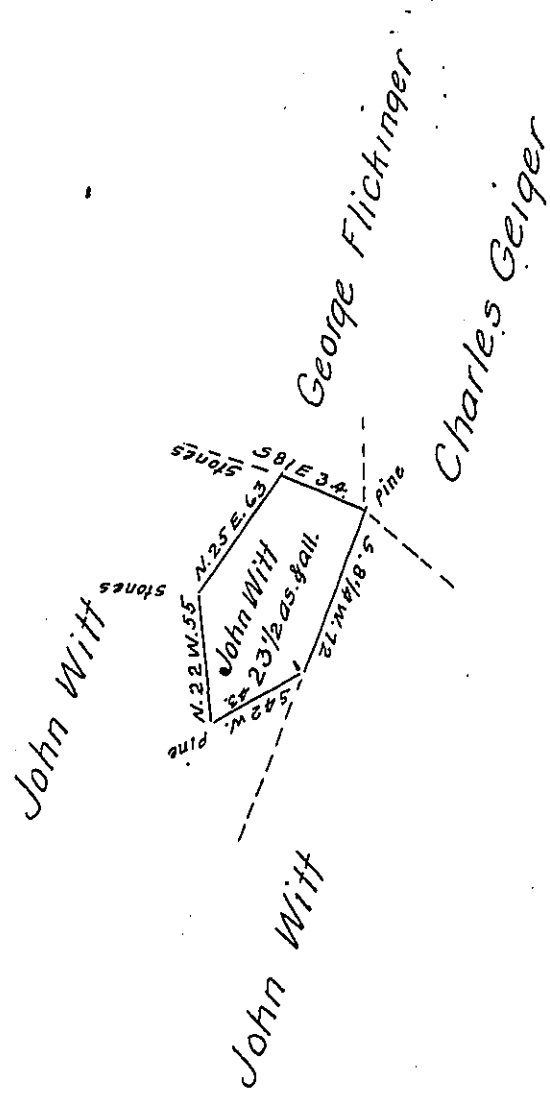 George Flickinger
Charles Geiger
Stones
S 81 E 34.
Pine
N. 25 E. 63
Stones
John Witt
N. 22 W. 55
John Witt
23 1/2 as. & all.
S 42 W. 43.
S. 8 1/4 W. 72
Pine
John Witt